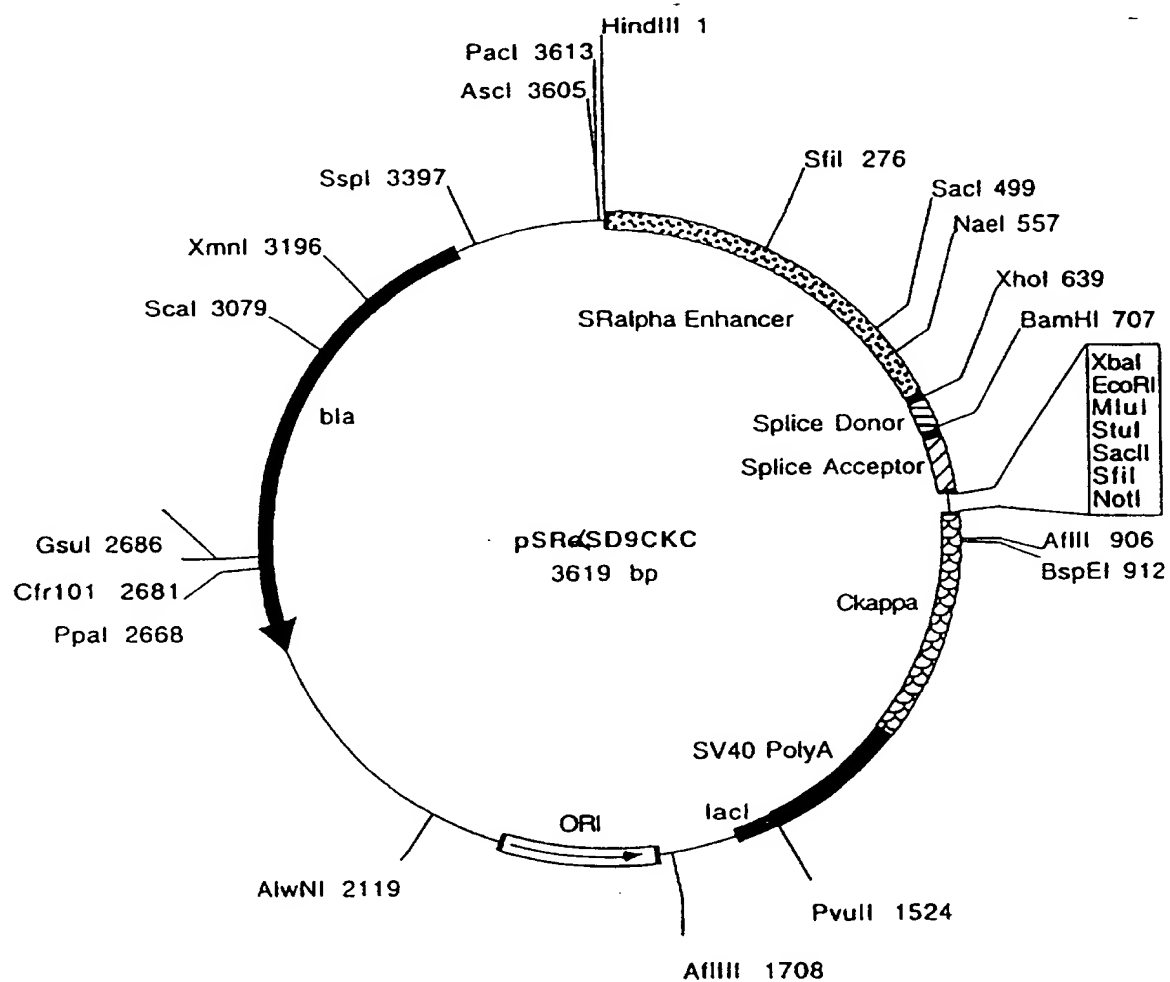 HindIII 1
PacI 3613
AscI 3605
SfiI 276
SspI 3397
SacI 499
NaeI 557
XmnI 3196
XhoI 639
ScaI 3079
SRalpha Enhancer
BamHI 707
XbaI
EcoRI
MluI
StuI
SacII
SfiI
NotI
bla
Splice Donor
Splice Acceptor
pSRαSD9CKC
3619 bp
GsuI 2686
AflII 906
BspEI 912
Cfr101 2681
Ckappa
PpaI 2668
SV40 PolyA
lacI
ORI
AlwNI 2119
PvuII 1524
AflIII 1708